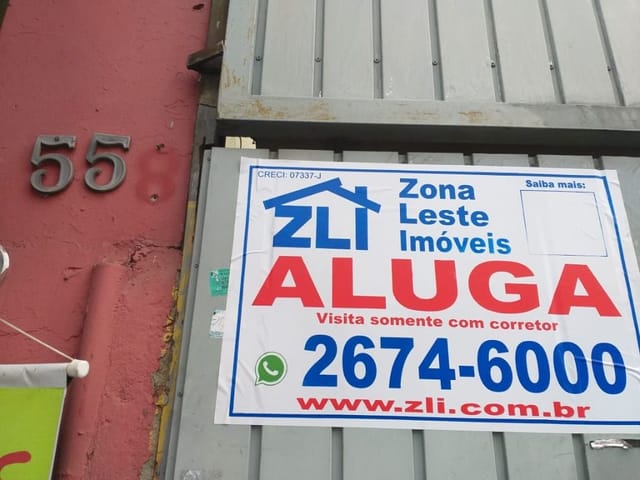 558
CRECI: 07337-J
ZLI
Zona
Leste
Imóveis
Saiba mais:
ALUGA
Visita somente com corretor
2674-6000
www.zli.com.br